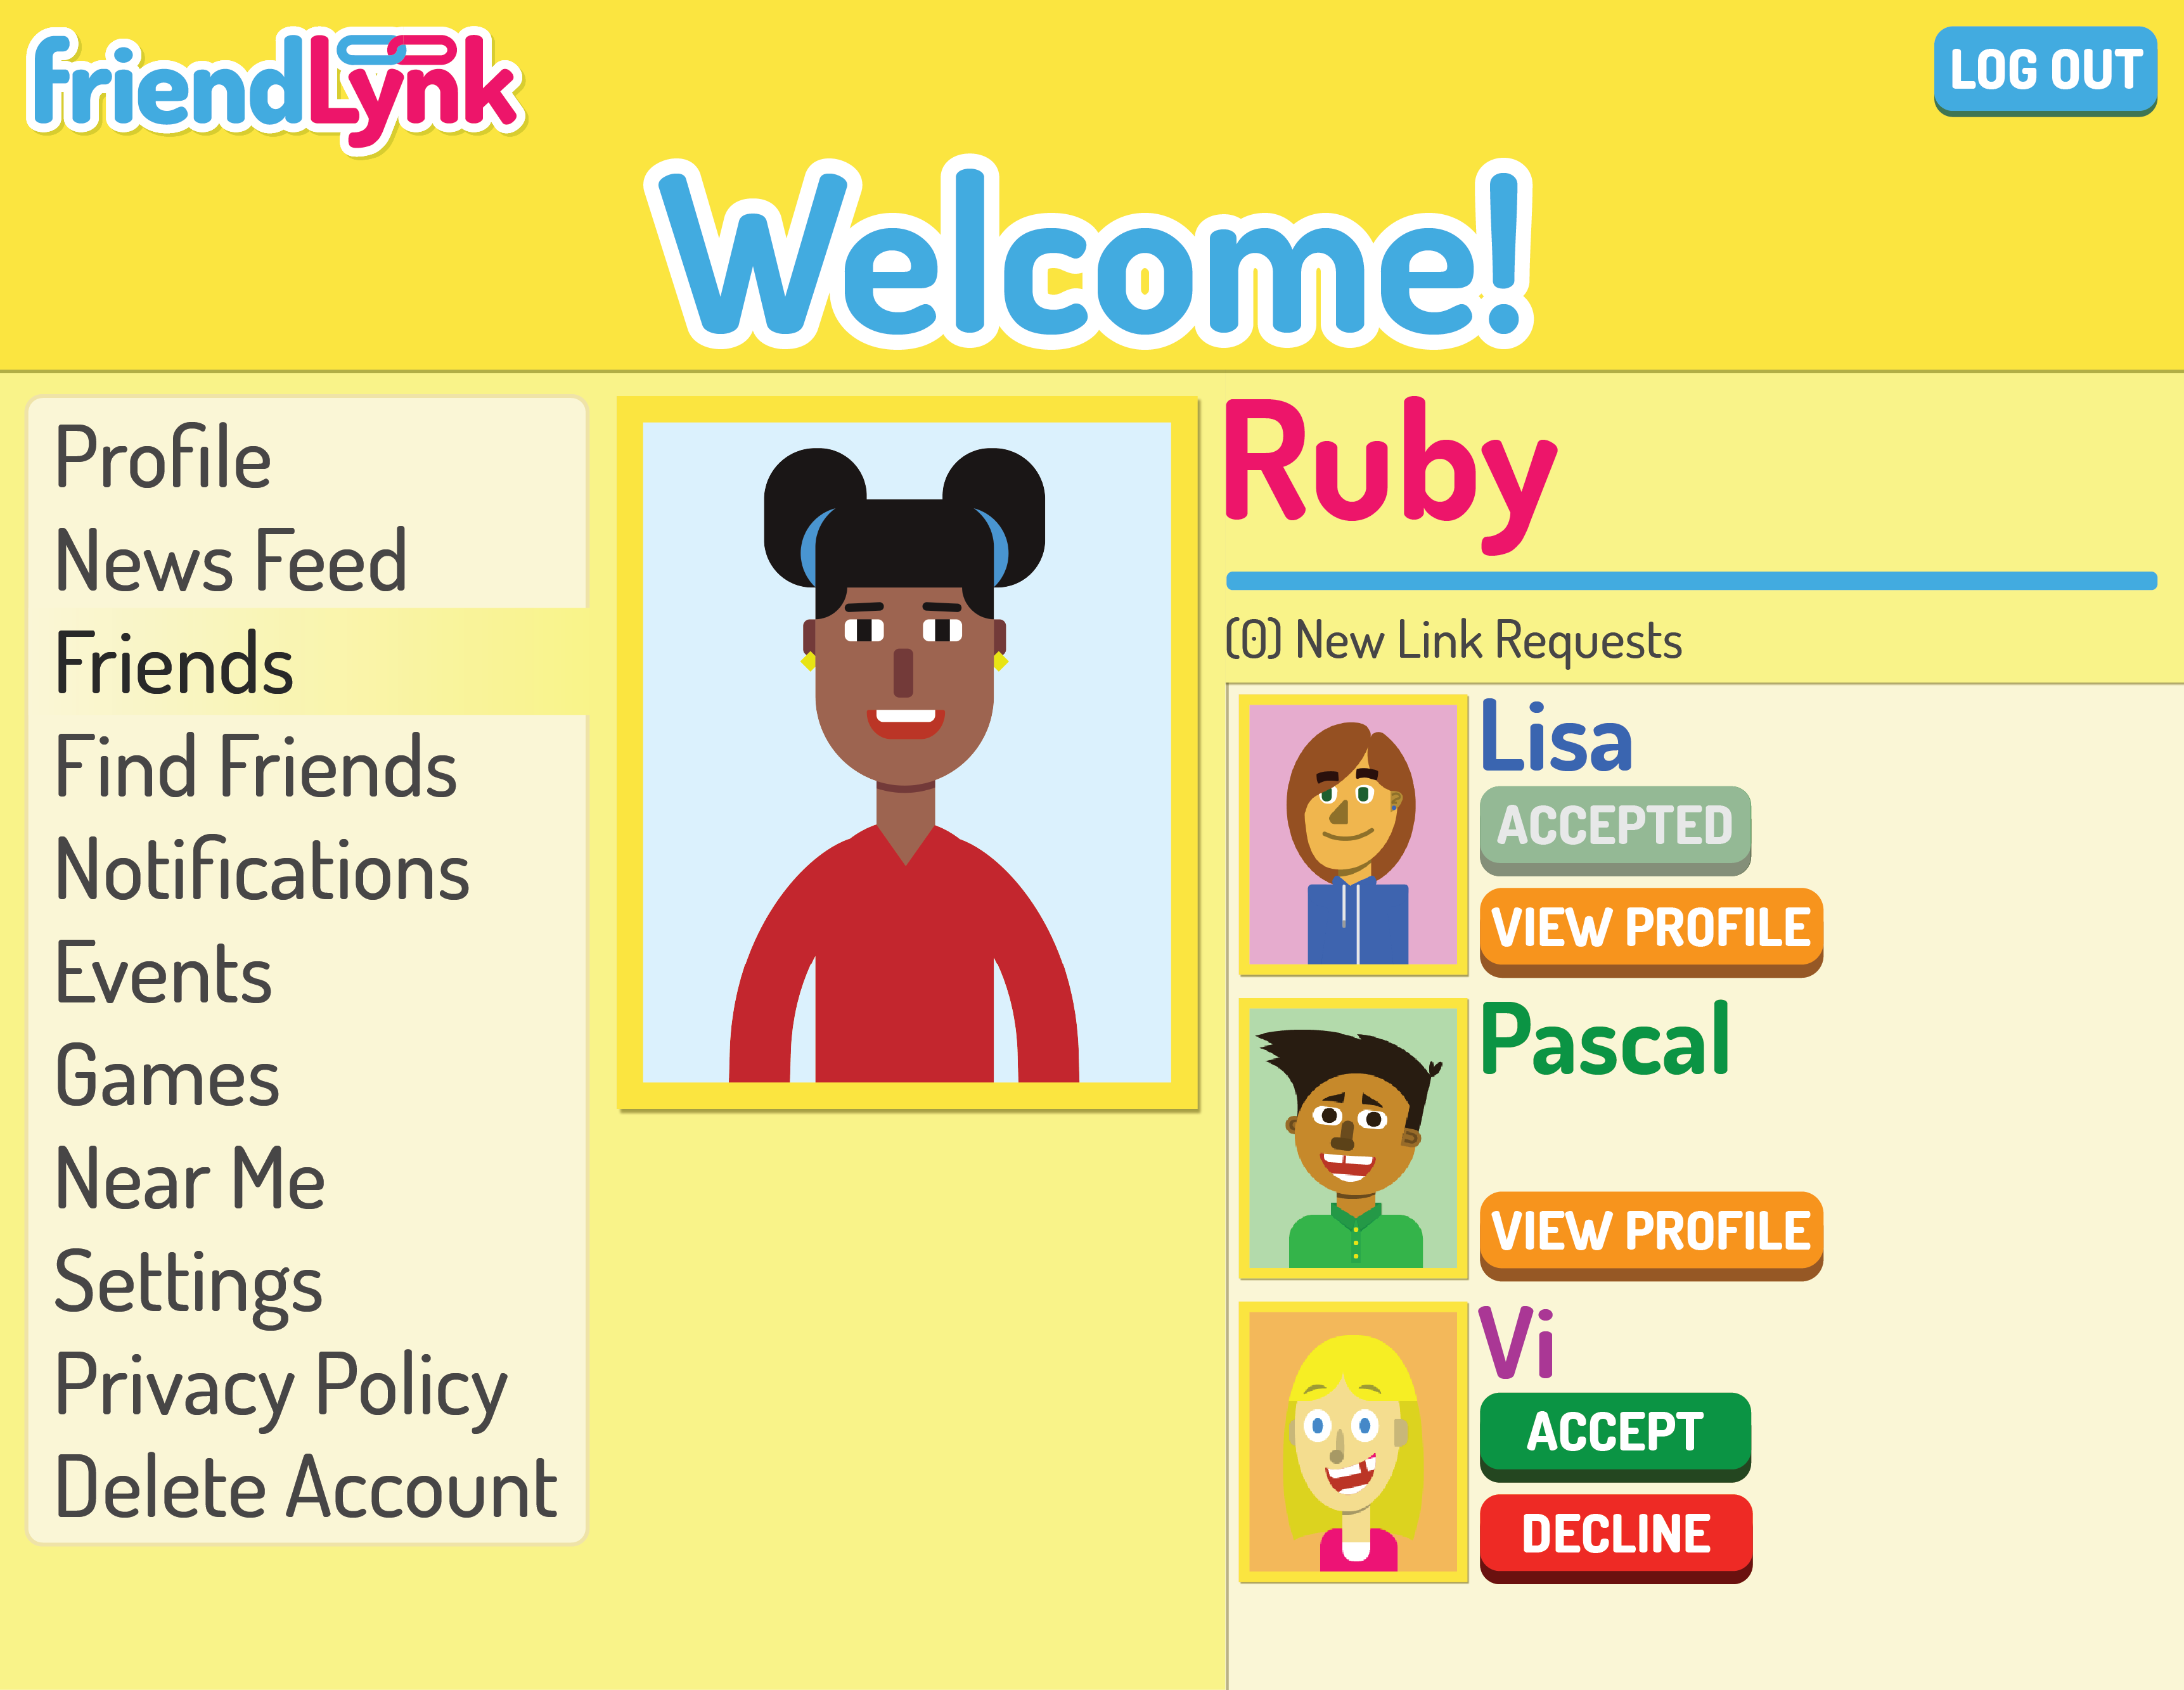 friendLynk
LOG OUT
Welcome!
Profile
News Feed
Friends
Find Friends
Notifications
Events
Games
Near Me
Settings
Privacy Policy
Delete Account
Ruby
(0) New Link Requests
Lisa
ACCEPTED
VIEW PROFILE
Pascal
VIEW PROFILE
Vi
ACCEPT
DECLINE